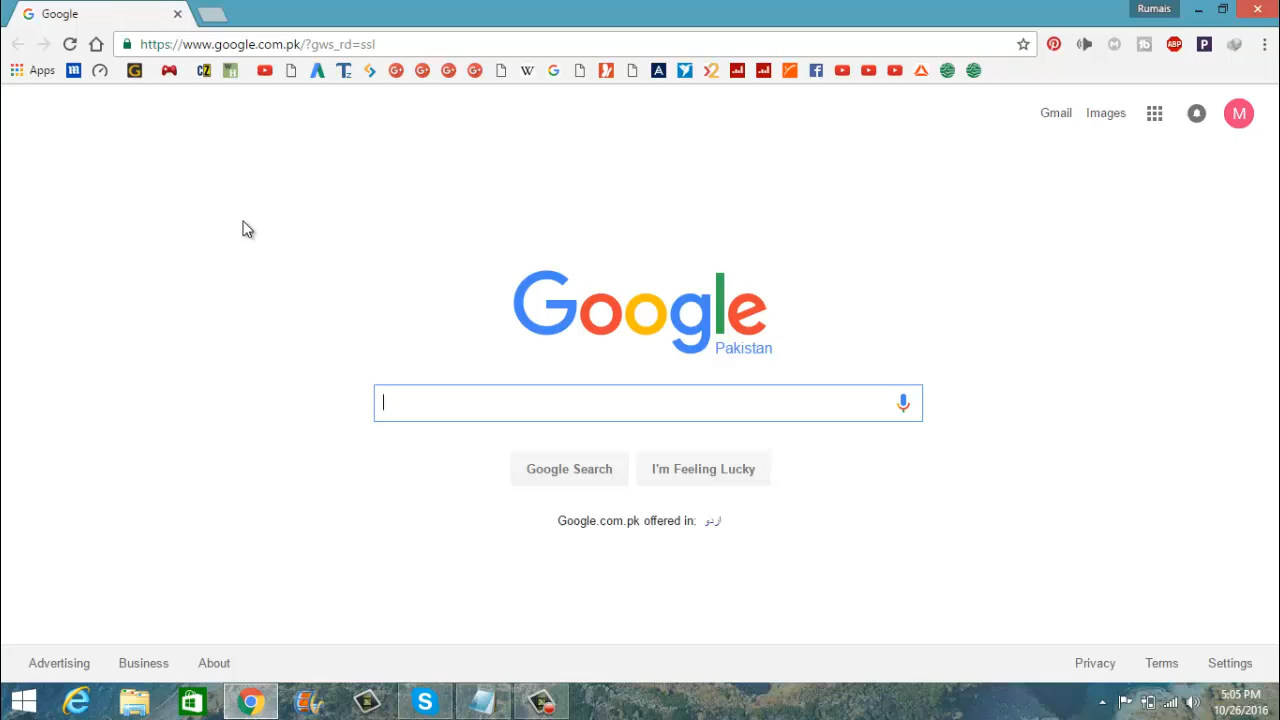 Google
Rumais
https://www.google.com.pk/?gws_rd=ssl
Apps
Gmail Images M
Google
Pakistan
Google Search I'm Feeling Lucky
Google.com.pk offered in: اردو
Advertising Business About Privacy Terms Settings
5:05 PM
10/26/2016